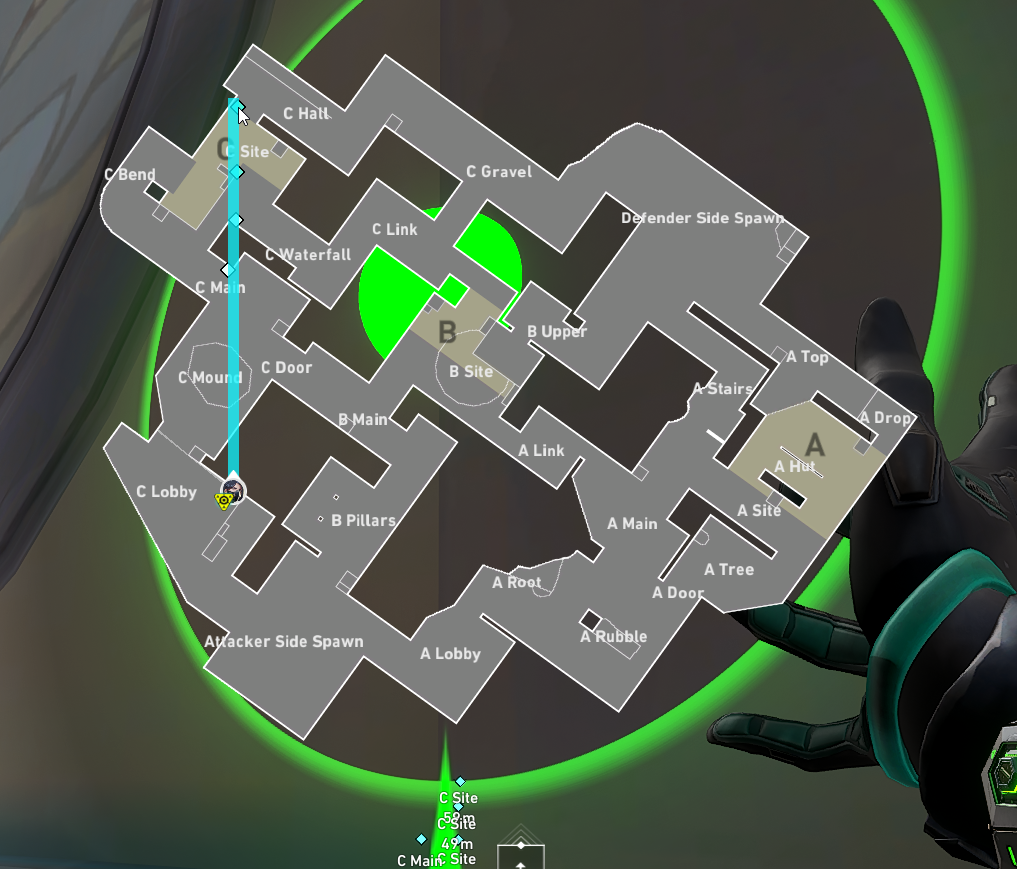 C Hall
C
C Site
C Bend
C Gravel
Defender Side Spawn
C Link
C Waterfall
C Main
B
B Upper
B Site
A Top
C Door
C Mound
A Stairs
A Drop
B Main
A
A Link
A Hut
C Lobby
A Site
B Pillars
A Main
A Tree
A Root
A Door
A Rubble
Attacker Side Spawn
A Lobby
C Site
C Site
49m
C Main
C Site